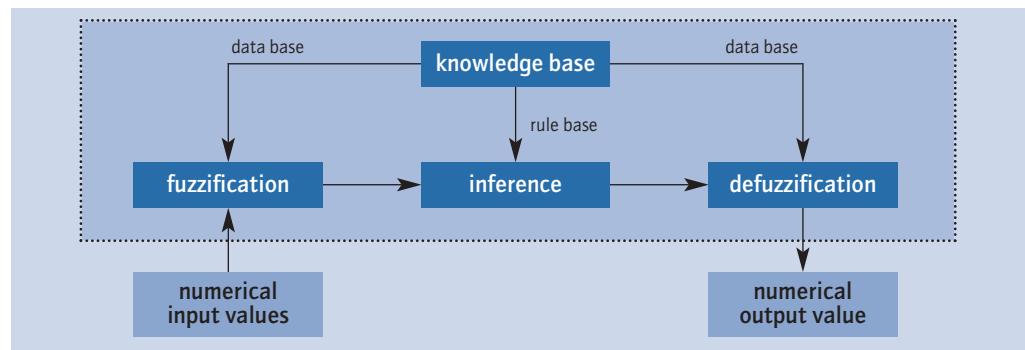 data base
knowledge base
data base
rule base
fuzzification
inference
defuzzification
numerical
input values
numerical
output value